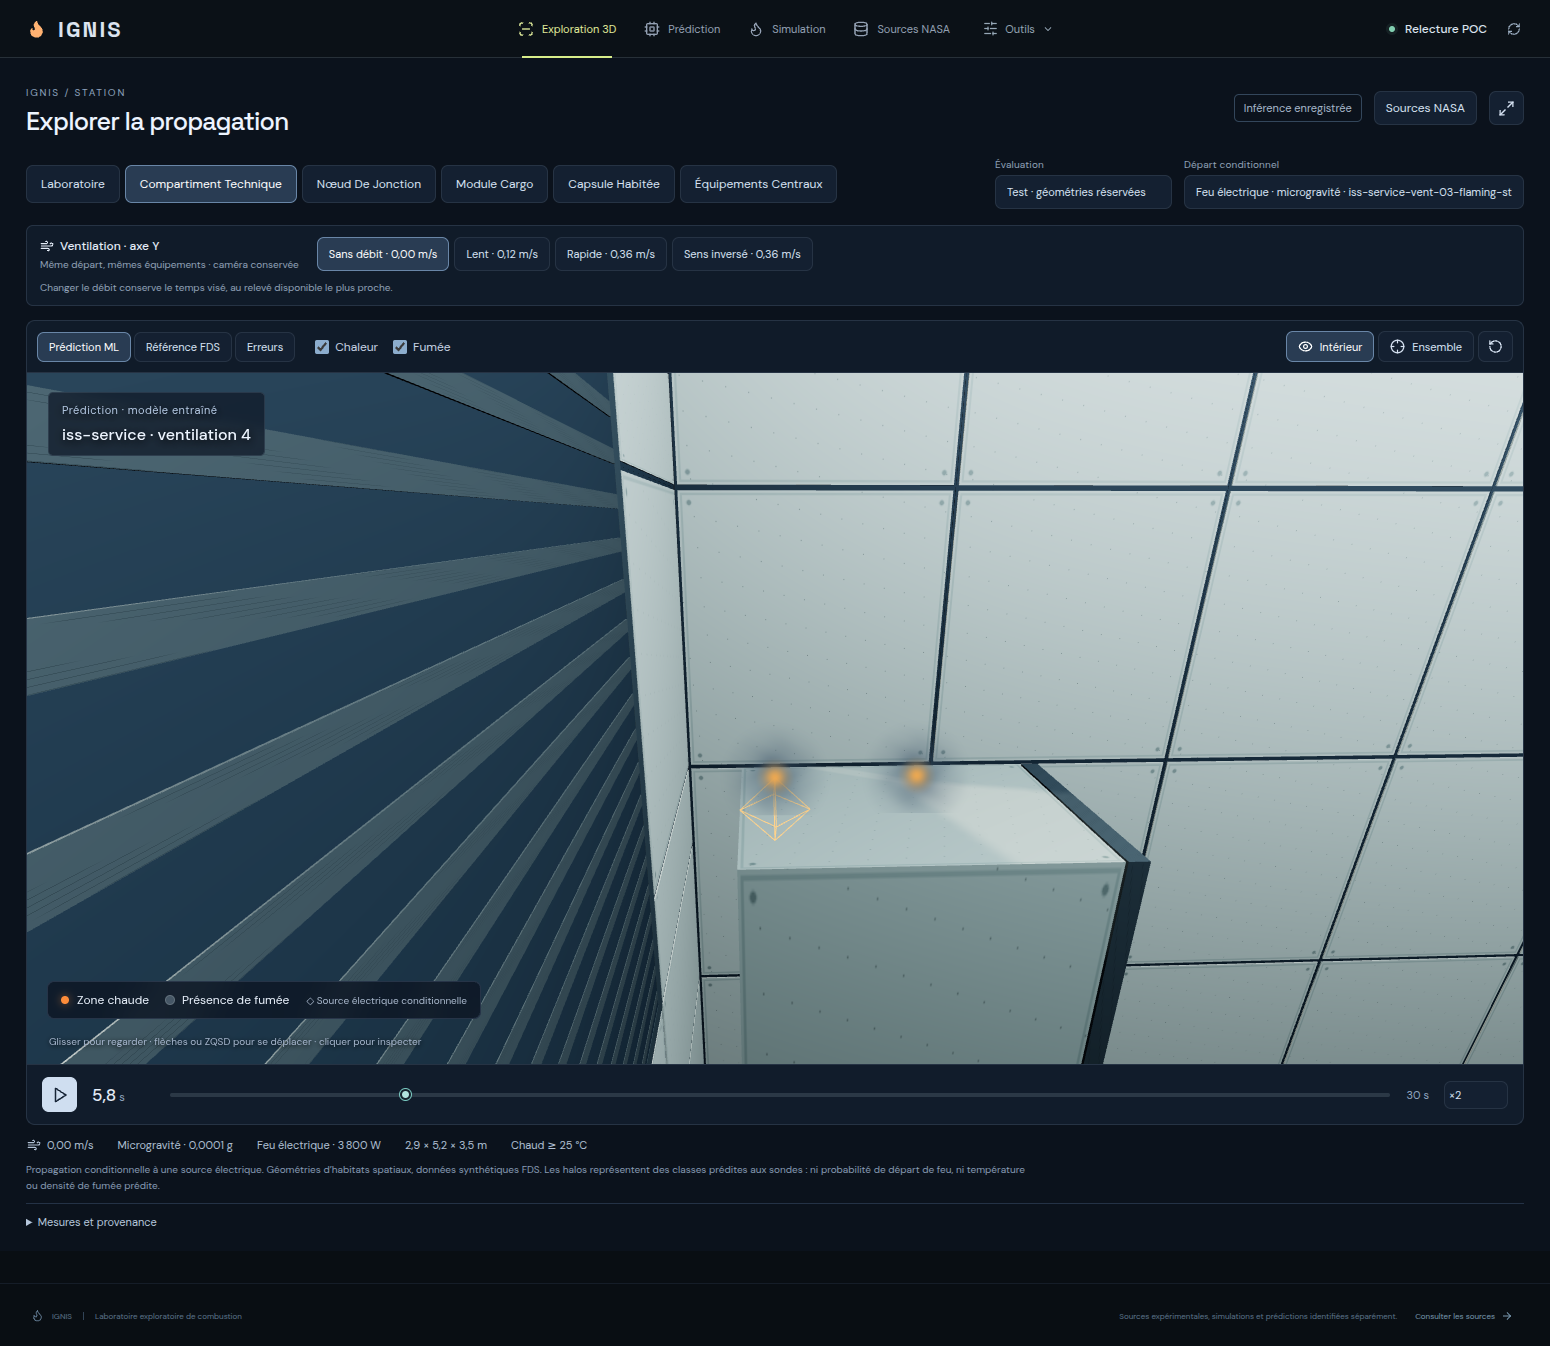 IGNIS
Exploration 3D
Prédiction
Simulation
Sources NASA
Outils
Relecture POC
IGNIS / STATION
Explorer la propagation
Inférence enregistrée
Sources NASA
Laboratoire
Compartiment Technique
Nœud De Jonction
Module Cargo
Capsule Habitée
Équipements Centraux
Évaluation
Test · géométries réservées
Départ conditionnel
Feu électrique · microgravité · iss-service-vent-03-flaming-st
Ventilation · axe Y
Même départ, mêmes équipements · caméra conservée
Sans débit · 0,00 m/s
Lent · 0,12 m/s
Rapide · 0,36 m/s
Sens inversé · 0,36 m/s
Changer le débit conserve le temps visé, au relevé disponible le plus proche.
Prédiction ML
Référence FDS
Erreurs
Chaleur
Fumée
Intérieur
Ensemble
Prédiction · modèle entraîné
iss-service · ventilation 4
Zone chaude
Présence de fumée
◇ Source électrique conditionnelle
Glisser pour regarder · flèches ou ZQSD pour se déplacer · cliquer pour inspecter
5,8 s
30 s
×2
0,00 m/s
Microgravité · 0,0001 g
Feu électrique · 3 800 W
2,9 × 5,2 × 3,5 m
Chaud ≥ 25 °C
Propagation conditionnelle à une source électrique. Géométries d'habitats spatiaux, données synthétiques FDS. Les halos représentent des classes prédites aux sondes : ni probabilité de départ de feu, ni température
ou densité de fumée prédite.
Mesures et provenance
IGNIS | Laboratoire exploratoire de combustion
Sources expérimentales, simulations et prédictions identifiées séparément.
Consulter les sources